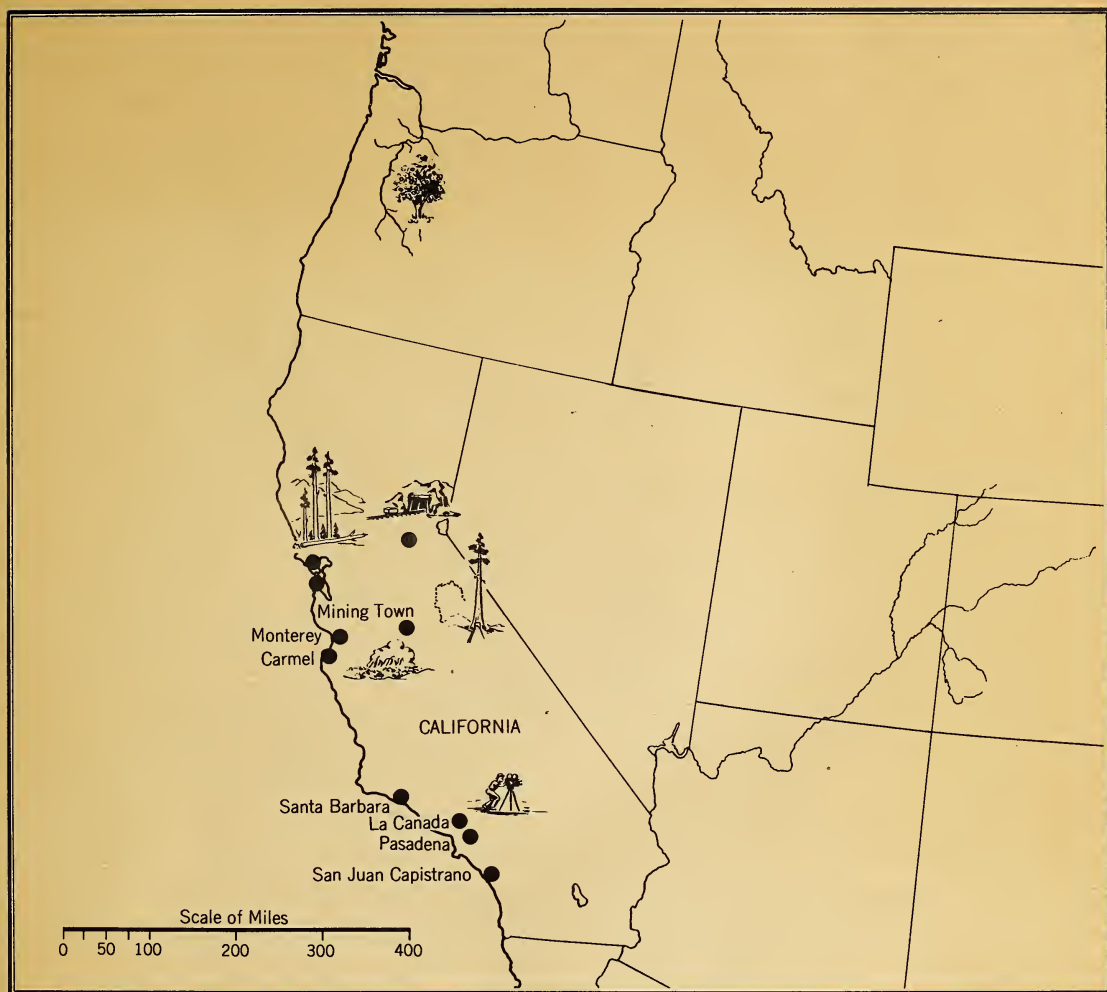 Mining Town
Monterey
Carmel
CALIFORNIA
Santa Barbara
La Canada
Pasadena
San Juan Capistrano
Scale of Miles
0 50 100 200 300 400